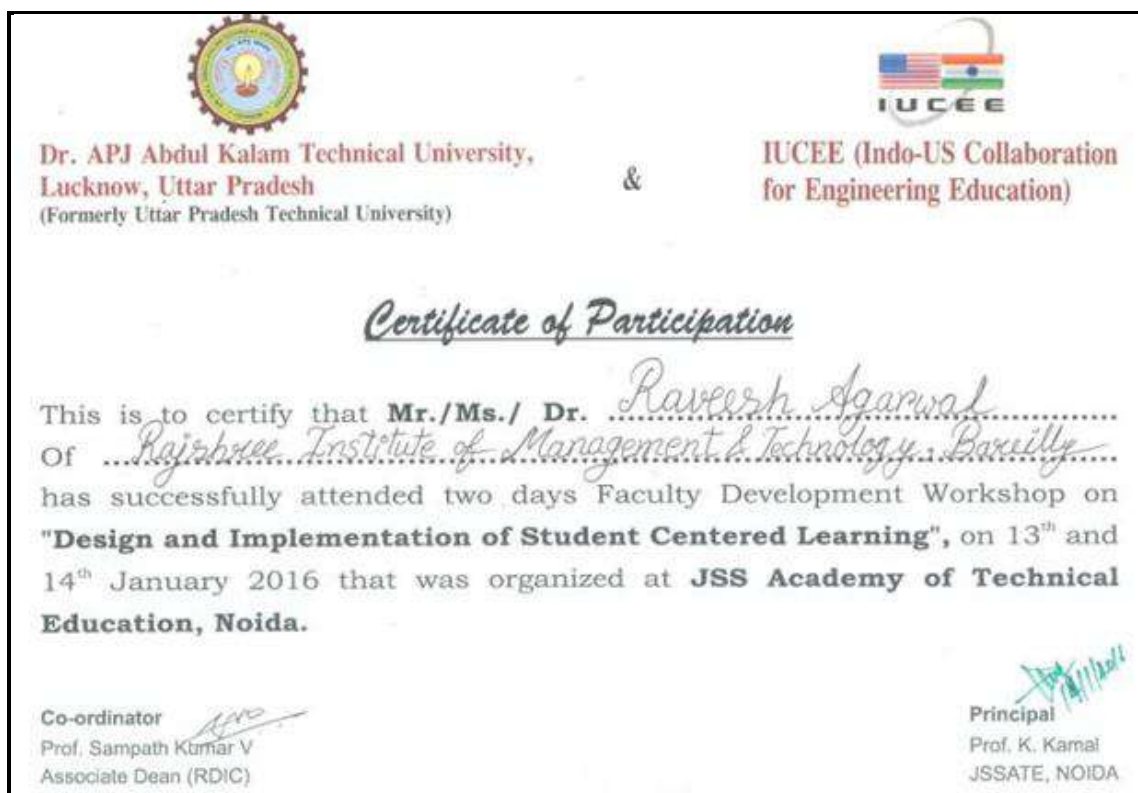 IUCEE
Dr. APJ Abdul Kalam Technical University,
Lucknow, Uttar Pradesh
(Formerly Uttar Pradesh Technical University)
&
IUCEE (Indo-US Collaboration
for Engineering Education)
Certificate of Participation
This is to certify that Mr./Ms./ Dr. Raveesh Agarwal
Of Rajshree Institute of Management & Technology, Bareilly
has successfully attended two days Faculty Development Workshop on
"Design and Implementation of Student Centered Learning", on 13th and
14th January 2016 that was organized at JSS Academy of Technical
Education, Noida.
Co-ordinator
Prof. Sampath Kumar V
Associate Dean (RDIC)
Principal
Prof. K. Kamal
JSSATE, NOIDA